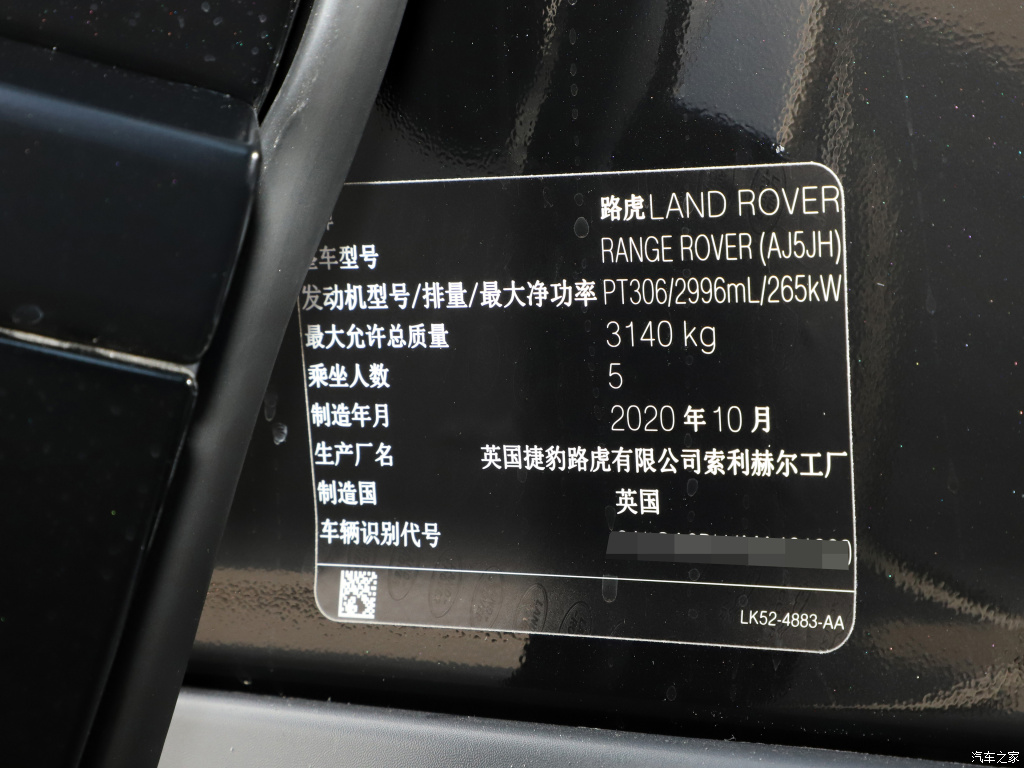 路虎LAND ROVER
车型号 RANGE ROVER (AJ5JH)
发动机型号/排量/最大净功率 PT306/2996mL/265kW
最大允许总质量 3140 kg
乘坐人数 5
制造年月 2020 年 10 月
生产厂名 英国捷豹路虎有限公司索利赫尔工厂
制造国 英国
车辆识别代号
LK52-4883-AA
汽车之家